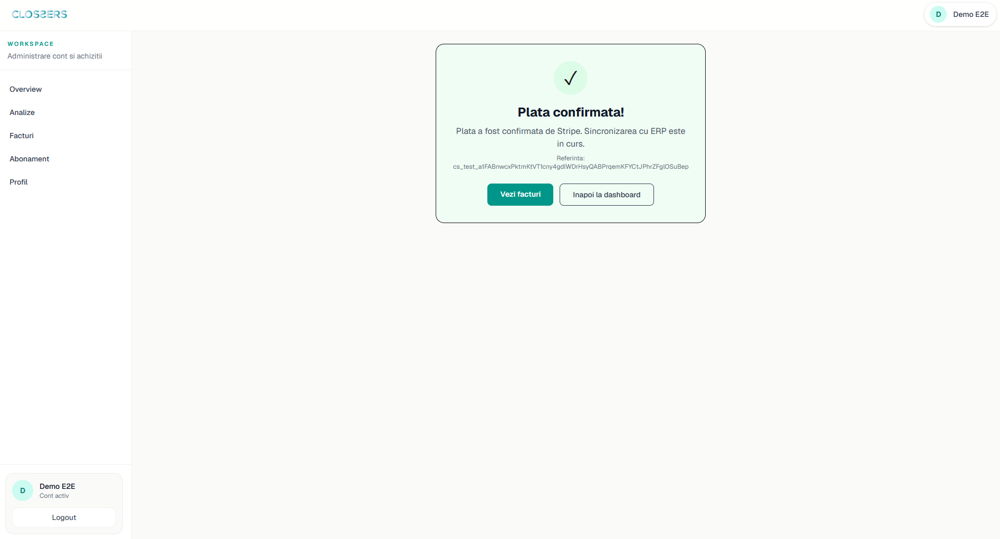 CLOSSERS
D Demo E2E
WORKSPACE
Administrare cont si achizitii
Overview
Analize
Facturi
Abonament
Profil
Plata confirmata!
Plata a fost confirmata de Stripe. Sincronizarea cu ERP este
in curs.
Referinta:
cs_test_a1FABnwcxPktmKtVT1cny4gdlWDrHsyQABPrqemKFYCtJPhrZFglOSuBep
Vezi facturi
Inapoi la dashboard
D
Demo E2E
Cont activ
Logout